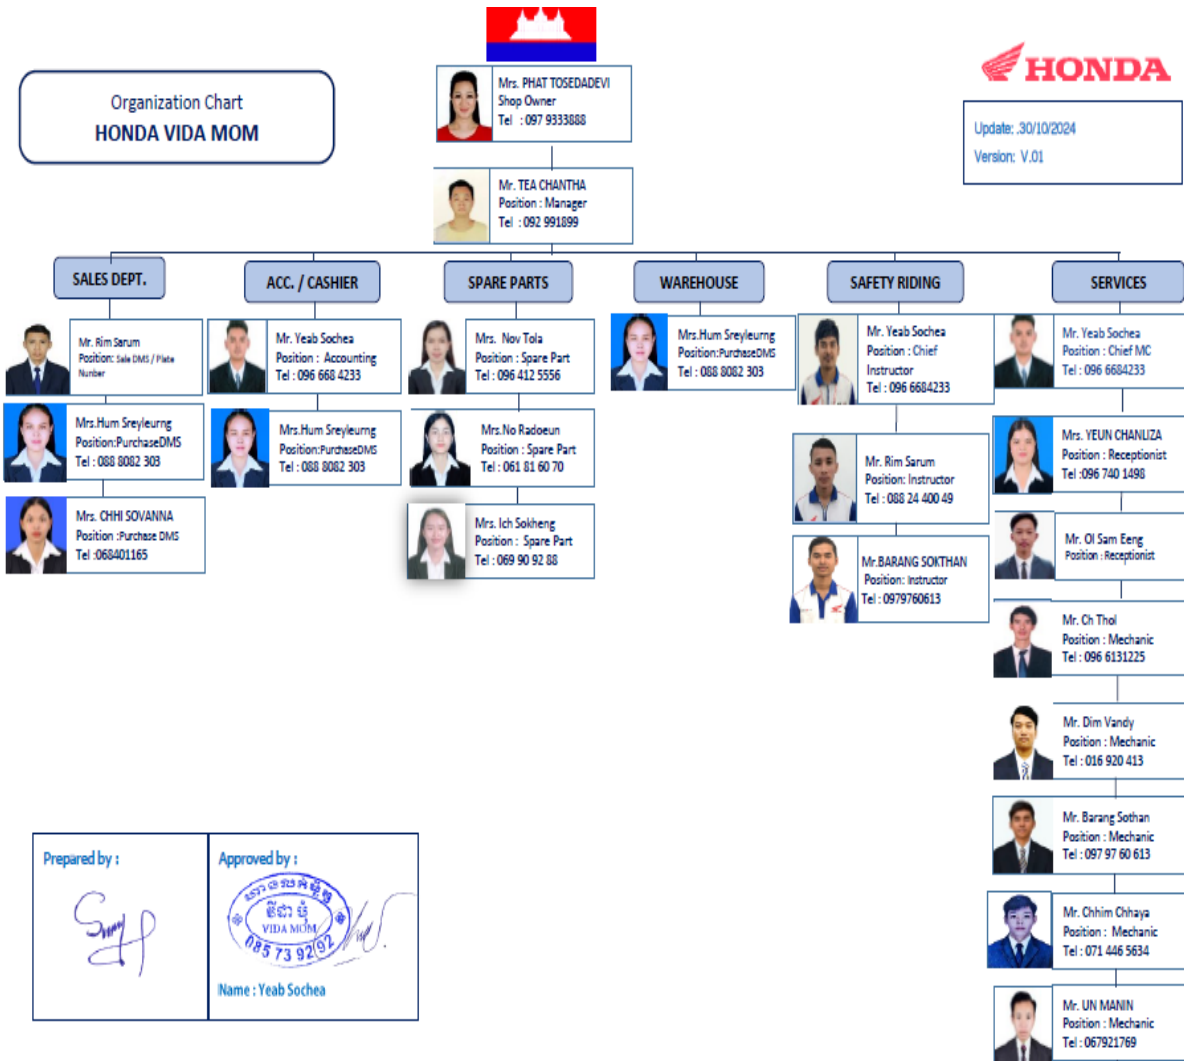 Organization Chart
HONDA VIDA MOM
HONDA
Update: .30/10/2024
Version: V.01
Mrs. PHAT TOSEDADEVI
Shop Owner
Tel : 097 9333888
Mr. TEA CHANTHA
Position : Manager
Tel : 092 991899
SALES DEPT.
Mr. Rim Sarum
Position: Sale DMS / Plate
Nunber
Mrs.Hum Sreyleurng
Position:PurchaseDMS
Tel : 088 8082 303
Mrs. CHHI SOVANNA
Position :Purchase DMS
Tel :068401165
ACC. / CASHIER
Mr. Yeab Sochea
Position : Accounting
Tel : 096 668 4233
Mrs.Hum Sreyleurng
Position:PurchaseDMS
Tel : 088 8082 303
SPARE PARTS
Mrs. Nov Tola
Position : Spare Part
Tel : 096 412 5556
Mrs.No Radoeun
Position : Spare Part
Tel : 061 81 60 70
Mrs. Ich Sokheng
Position : Spare Part
Tel : 069 90 92 88
WAREHOUSE
Mrs.Hum Sreyleurng
Position:PurchaseDMS
Tel : 088 8082 303
SAFETY RIDING
Mr. Yeab Sochea
Position : Chief
Instructor
Tel : 096 6684233
Mr. Rim Sarum
Position: Instructor
Tel : 088 24 400 49
Mr.BARANG SOKTHAN
Position: Instructor
Tel : 0979760613
SERVICES
Mr. Yeab Sochea
Position : Chief MC
Tel : 096 6684233
Mrs. YEUN CHANLIZA
Position : Receptionist
Tel :096 740 1498
Mr. Ol Sam Eeng
Position : Receptionist
Mr. Ch Thol
Position : Mechanic
Tel : 096 6131225
Mr. Dim Vandy
Position : Mechanic
Tel : 016 920 413
Mr. Barang Sothan
Position : Mechanic
Tel : 097 97 60 613
Mr. Chhim Chhaya
Position : Mechanic
Tel : 071 446 5634
Mr. UN MANIN
Position : Mechanic
Tel : 067921769
Prepared by :
Approved by :
VIDA MOM
085 73 92 92
Name : Yeab Sochea